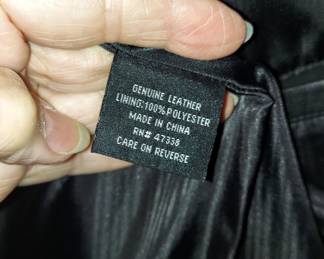 GENUINE LEATHER
LINING:100%POLYESTER
MADE IN CHINA
RN# 47338
CARE ON REVERSE